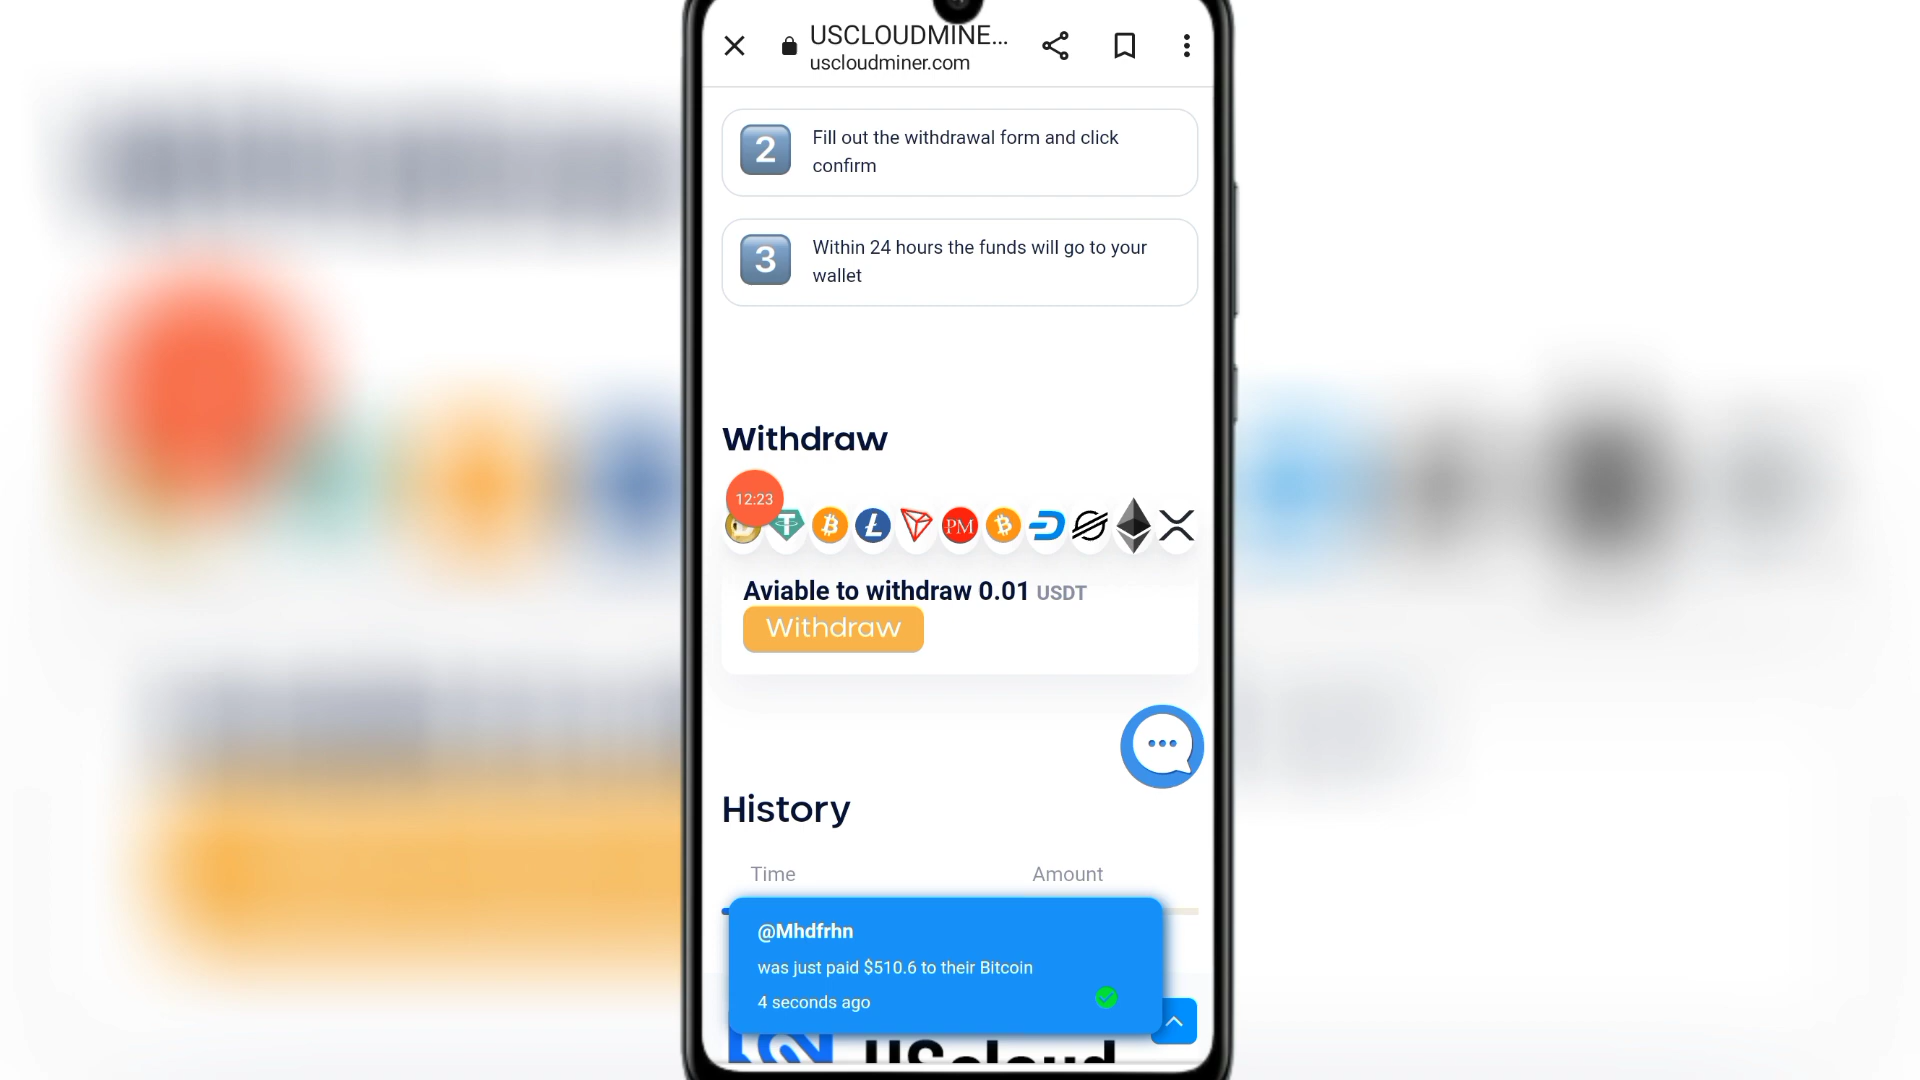 USCLOUDMINE...
uscloudminer.com
2
Fill out the withdrawal form and click
confirm
3
Within 24 hours the funds will go to your
wallet
Withdraw
12:23
PM
Aviable to withdraw 0.01 USDT
Withdraw
History
Time Amount
@Mhdfrhn
was just paid $510.6 to their Bitcoin
4 seconds ago
UScloud